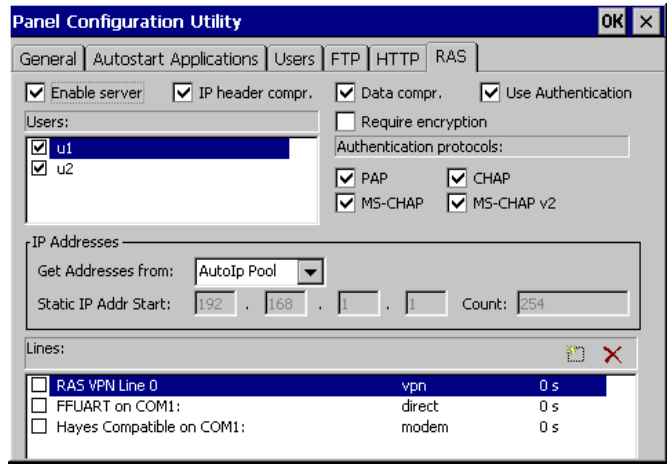 Panel Configuration Utility OK ×
General Autostart Applications Users FTP HTTP RAS
Enable server IP header compr. Data compr. Use Authentication
Users: Require encryption
u1 Authentication protocols:
u2 PAP CHAP
MS-CHAP MS-CHAP v2
IP Addresses
Get Addresses from: AutoIp Pool
Static IP Addr Start: 192 . 168 . 1 . 1 Count: 254
Lines:
RAS VPN Line 0 vpn 0 s
FFUART on COM1: direct 0 s
Hayes Compatible on COM1: modem 0 s